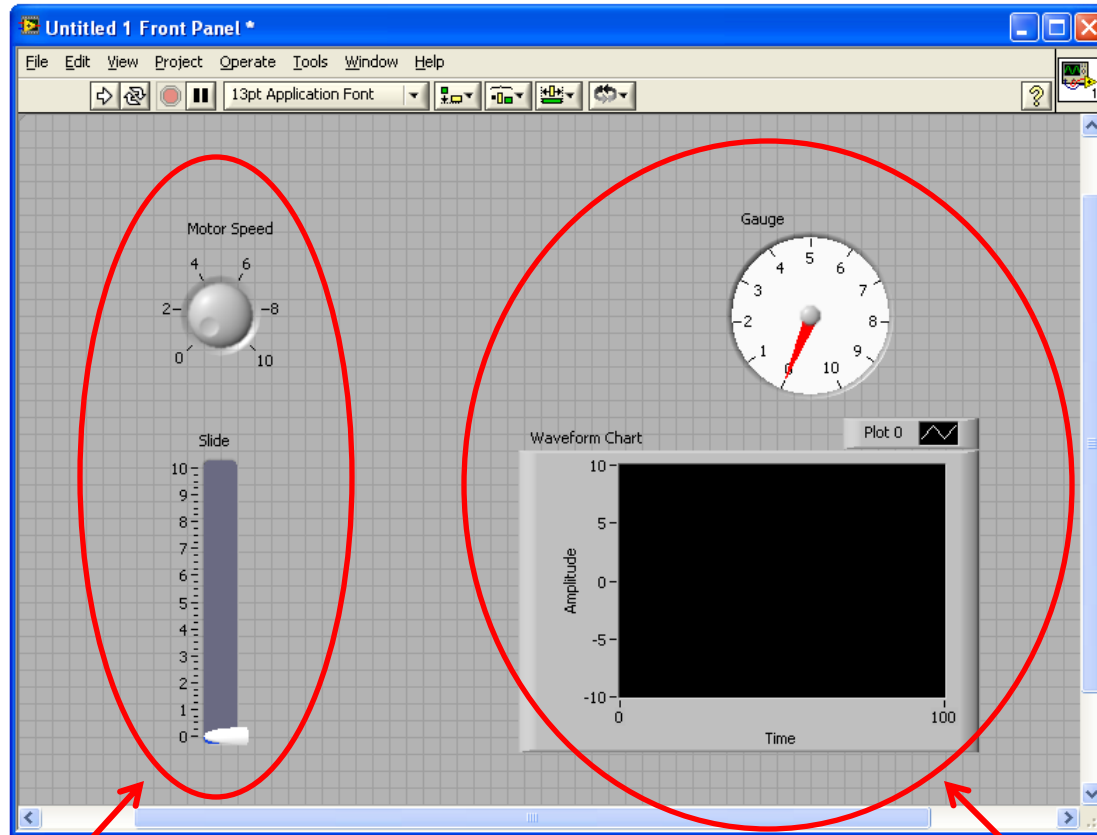 Untitled 1 Front Panel *
File Edit View Project Operate Tools Window Help
13pt Application Font
?
1
Motor Speed
4 6
2 8
0 10
Gauge
5
4 6
3 7
2 8
1 9
0 10
Slide
10
9
8
7
6
5
4
3
2
1
0
Waveform Chart
Plot 0
Amplitude
10
5
0
-5
-10
0 100
Time